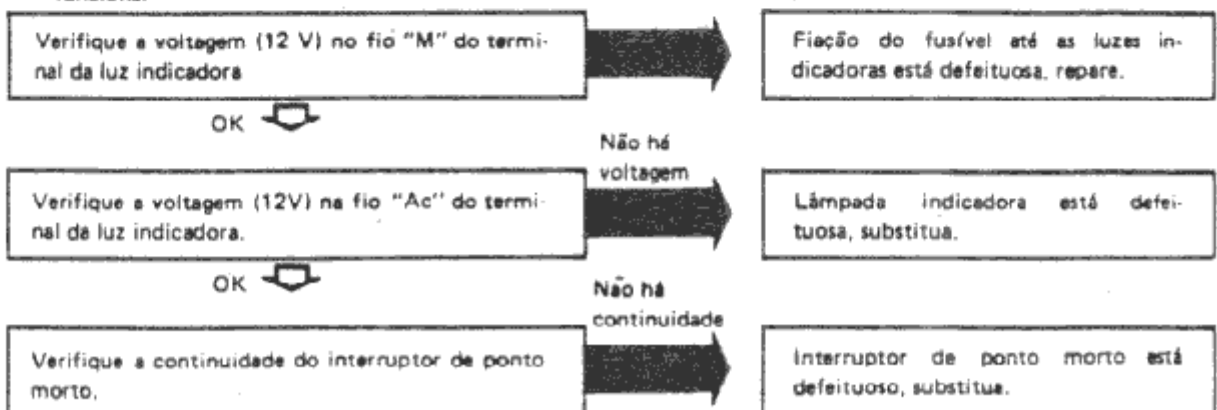 Verifique a voltagem (12 V) no fio "M" do termi-
nal da luz indicadora
Fiação do fusível até as luzes in-
dicadoras está defeituosa, repare.
OK
Não há
voltagem
Verifique a voltagem (12V) na fio "Ac" do termi-
nal da luz indicadora.
Lâmpada indicadora está defei-
tuosa, substitua.
OK
Não há
continuidade
Verifique a continuidade do interruptor de ponto
morto.
Interruptor de ponto morto está
defeituoso, substitua.